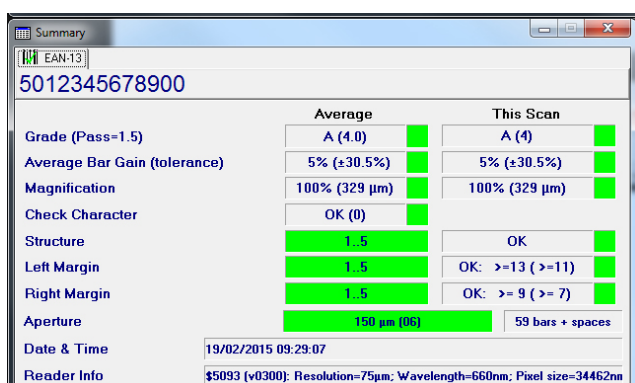 Summary
EAN-13
5012345678900
Average This Scan
Grade (Pass=1.5) A (4.0) A (4)
Average Bar Gain (tolerance) 5% (±30.5%) 5% (±30.5%)
Magnification 100% (329 µm) 100% (329 µm)
Check Character OK (0)
Structure 1..5 OK
Left Margin 1..5 OK: >=13 ( >=11)
Right Margin 1..5 OK: >= 9 ( >= 7)
Aperture 150 µm (06) 59 bars + spaces
Date & Time 19/02/2015 09:29:07
Reader Info $5093 (v0300): Resolution=75µm; Wavelength=660nm; Pixel size=34462nm